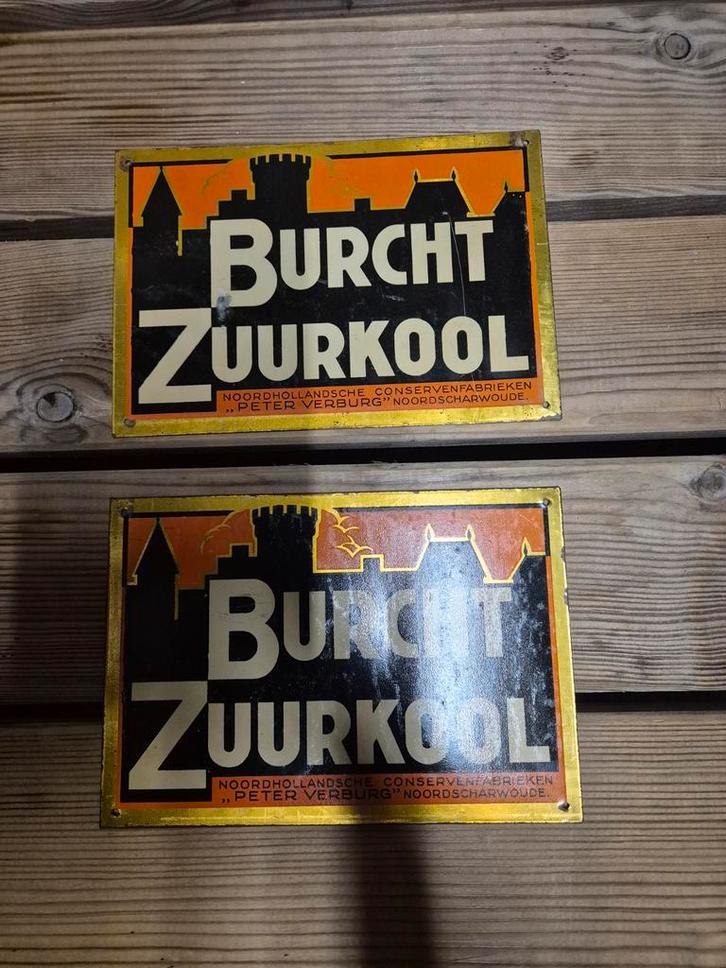 BURCHT
ZUURKOOL
NOORDHOLLANDSCHE CONSERVENFABRIEKEN
„PETER VERBURG" NOORDSCHARWOUDE.
BURCHT
ZUURKOOL
NOORDHOLLANDSCHE CONSERVENFABRIEKEN
„PETER VERBURG" NOORDSCHARWOUDE.